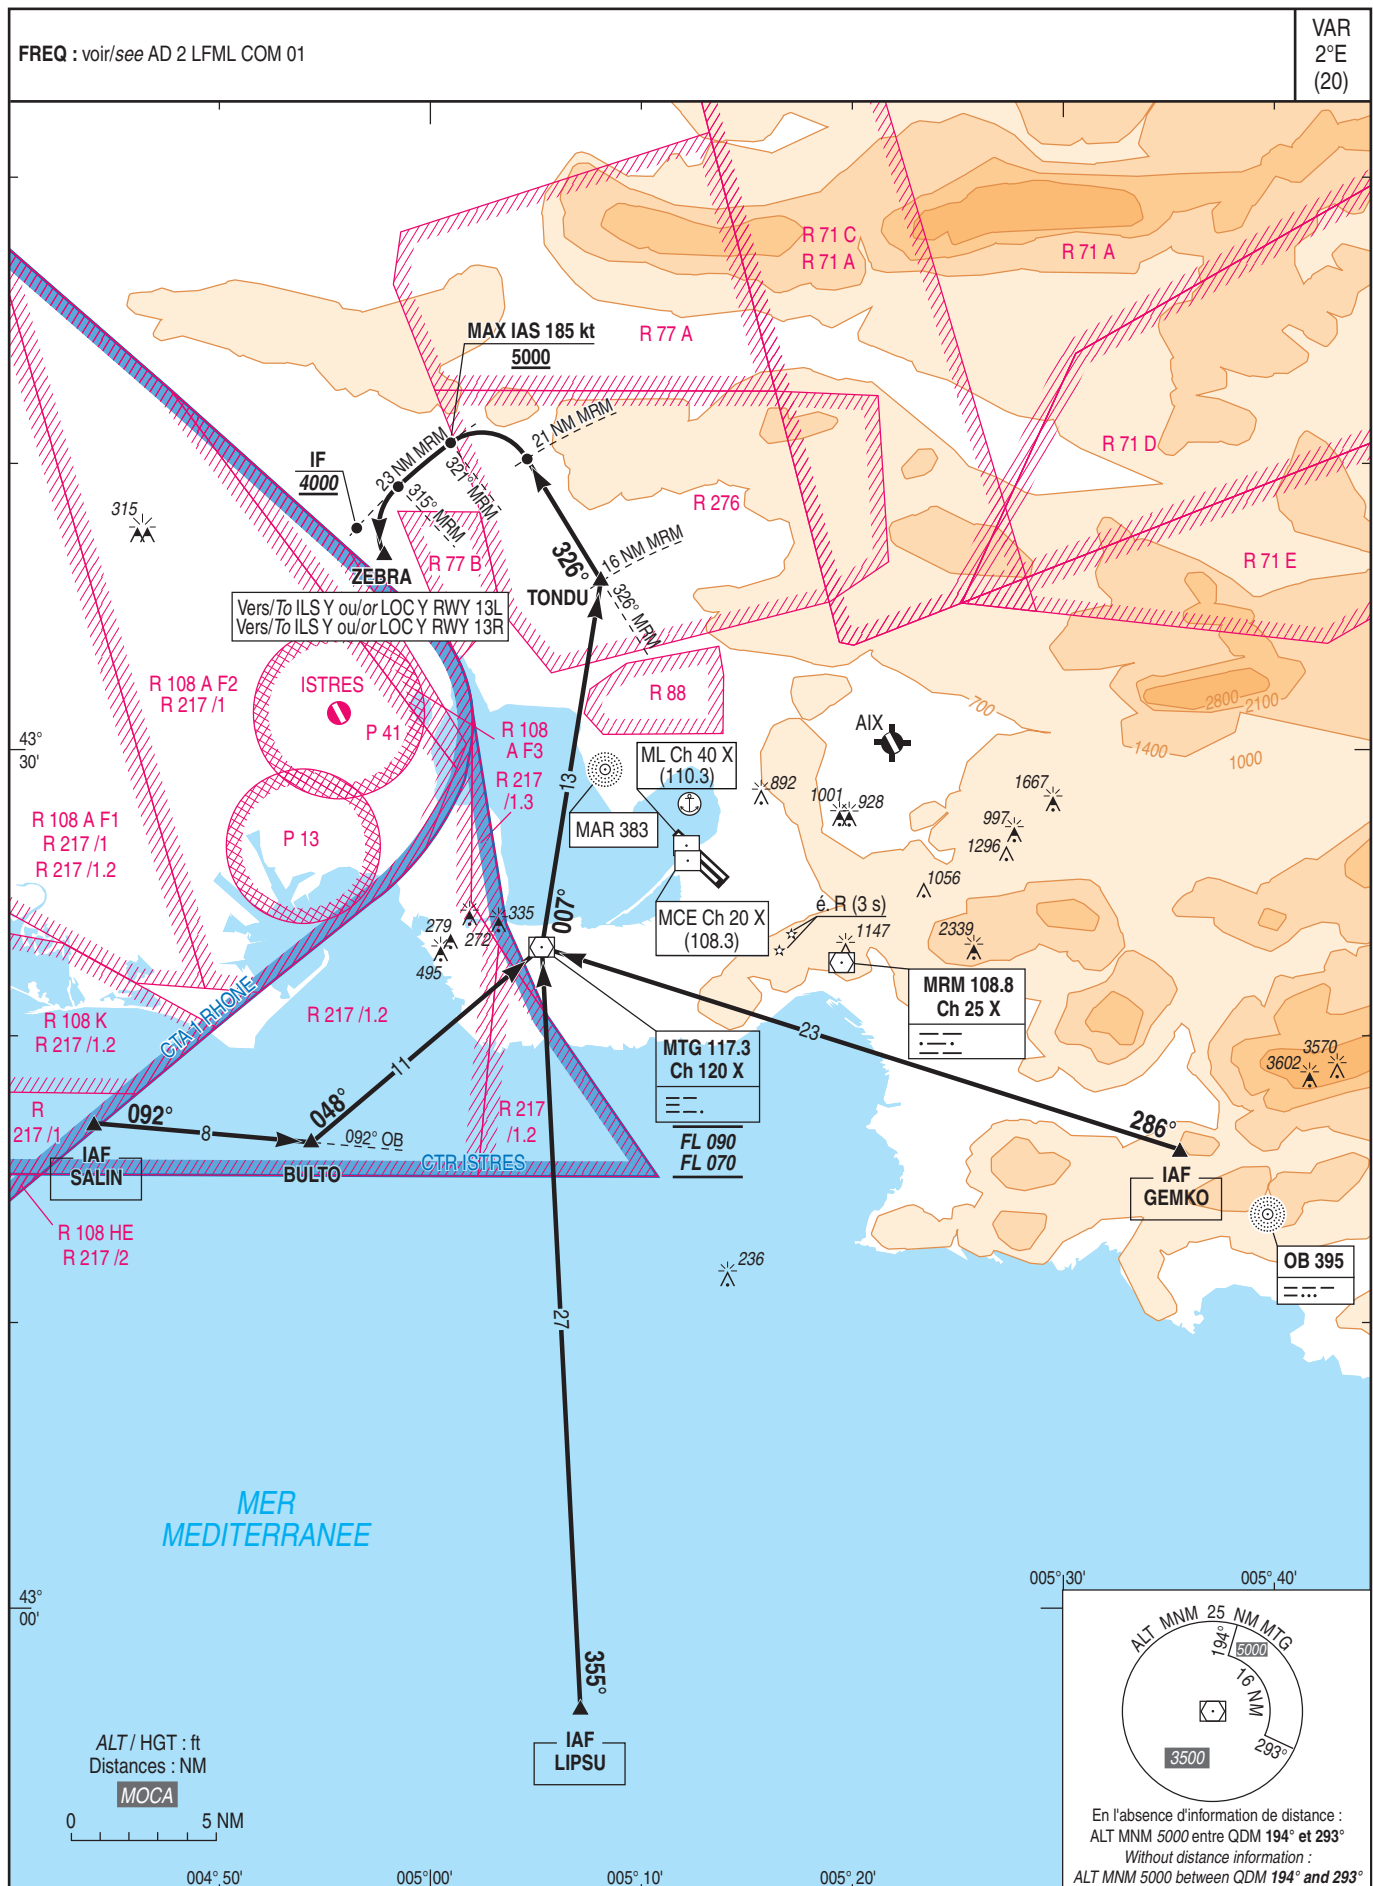 FREQ : voir/see AD 2 LFML COM 01
VAR
2°E
(20)
R 71 C
R 71 A
R 71 A
R 77 A
MAX IAS 185 kt
5000
21 NM MRM
23 NM MRM
321° MRM
315° MRM
IF
4000
R 71 D
R 276
315
R 77 B
326°
16 NM MRM
R 71 E
ZEBRA
TONDU
326° MRM
Vers/To ILS Y ou/or LOC Y RWY 13L
Vers/To ILS Y ou/or LOC Y RWY 13R
R 108 A F2
R 217 /1
ISTRES
P 41
R 88
700
2800
2100
1400
1000
AIX
43°
30'
R 108
A F3
R 217
/1.3
13
ML Ch 40 X
(110.3)
892
1001
928
1667
997
1296
R 108 A F1
R 217 /1
R 217 /1.2
P 13
MAR 383
1056
007°
MCE Ch 20 X
(108.3)
é. R (3 s)
1147
2339
279
272
335
495
MRM 108.8
Ch 25 X
CTA 1 RHONE
R 217 /1.2
R 108 K
R 217 /1.2
23
MTG 117.3
Ch 120 X
3570
3602
11
R
217 /1
092°
8
048°
092° OB
R 217
/1.2
FL 090
FL 070
286°
IAF
SALIN
BULTO
CTR ISTRES
IAF
GEMKO
R 108 HE
R 217 /2
236
OB 395
27
MER
MEDITERRANEE
005° 30'
005° 40'
43°
00'
ALT MNM 25 NM MTG
194°
5000
16 NM
293°
3500
355°
IAF
LIPSU
ALT / HGT : ft
Distances : NM
MOCA
0
5 NM
En l'absence d'information de distance :
ALT MNM 5000 entre QDM 194° et 293°
Without distance information :
ALT MNM 5000 between QDM 194° and 293°
004° 50'
005° 00'
005° 10'
005° 20'